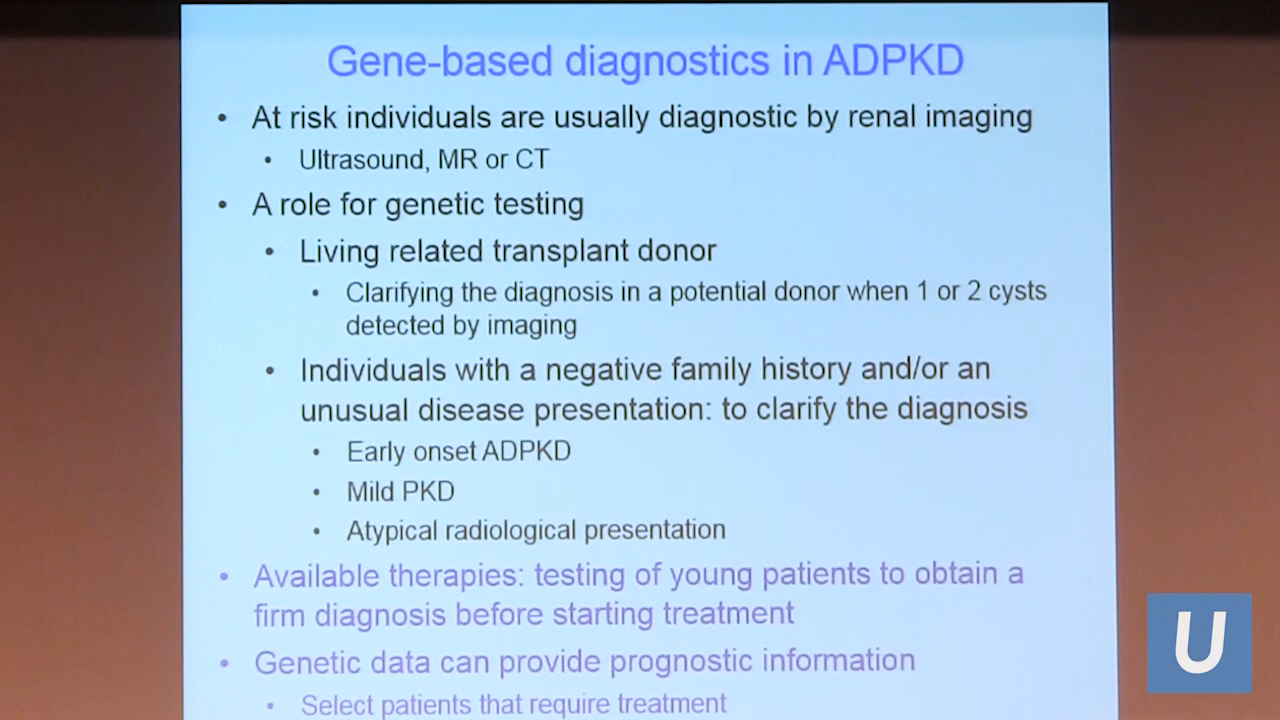 Gene-based diagnostics in ADPKD
• At risk individuals are usually diagnostic by renal imaging
• Ultrasound, MR or CT
• A role for genetic testing
• Living related transplant donor
• Clarifying the diagnosis in a potential donor when 1 or 2 cysts
detected by imaging
• Individuals with a negative family history and/or an
unusual disease presentation: to clarify the diagnosis
• Early onset ADPKD
• Mild PKD
• Atypical radiological presentation
• Available therapies: testing of young patients to obtain a
firm diagnosis before starting treatment
• Genetic data can provide prognostic information
• Select patients that require treatment
U